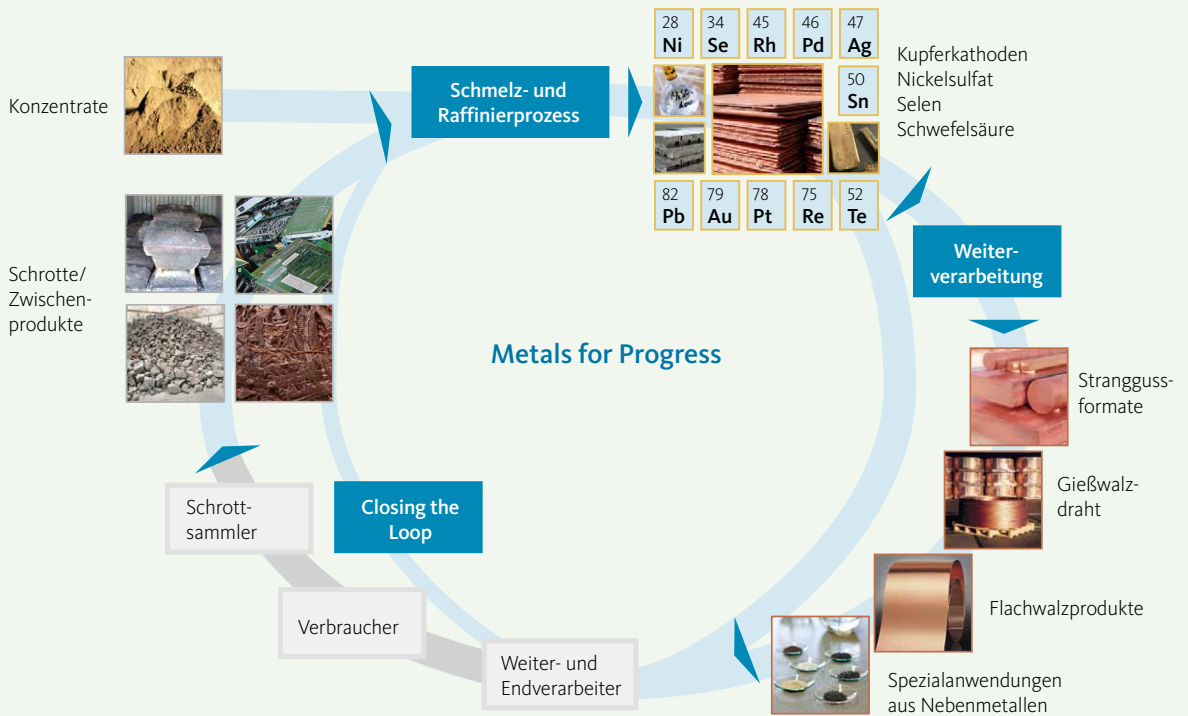 28
Ni
34
Se
45
Rh
46
Pd
47
Ag
50
Sn
Kupferkathoden
Nickelsulfat
Selen
Schwefelsäure
Konzentrate
Schmelz- und
Raffinierprozess
82
Pb
79
Au
78
Pt
75
Re
52
Te
Weiter-
verarbeitung
Schrotte/
Zwischen-
produkte
Metals for Progress
Stranggussformate
Gießwalz-
draht
Schrott-
sammler
Closing the
Loop
Flachwalzprodukte
Verbraucher
Weiter- und
Endverarbeiter
Spezialanwendungen
aus Nebenmetallen